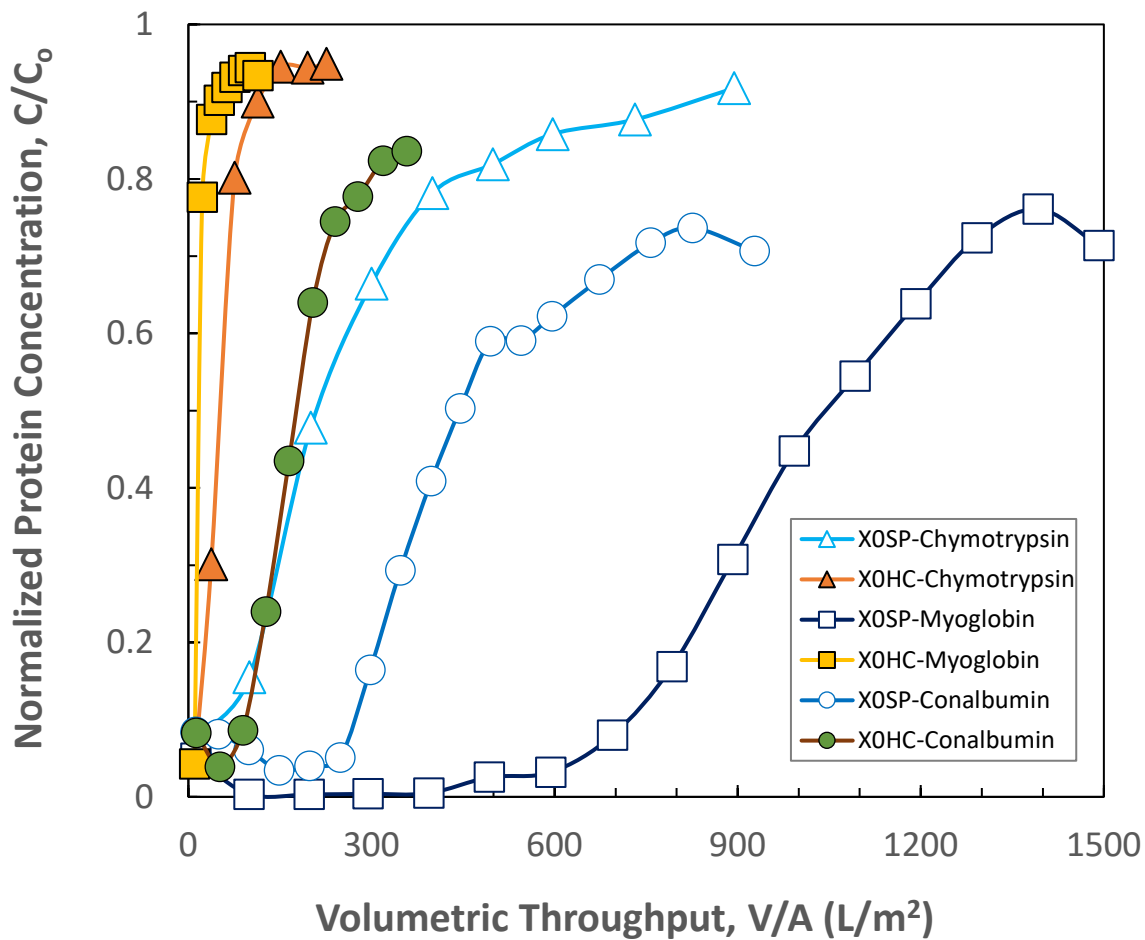 Normalized Protein Concentration, C/Co
1
0.8
0.6
0.4
0.2
0
0
300
600
900
1200
1500
Volumetric Throughput, V/A (L/m²)
X0SP-Chymotrypsin
X0HC-Chymotrypsin
X0SP-Myoglobin
X0HC-Myoglobin
X0SP-Conalbumin
X0HC-Conalbumin